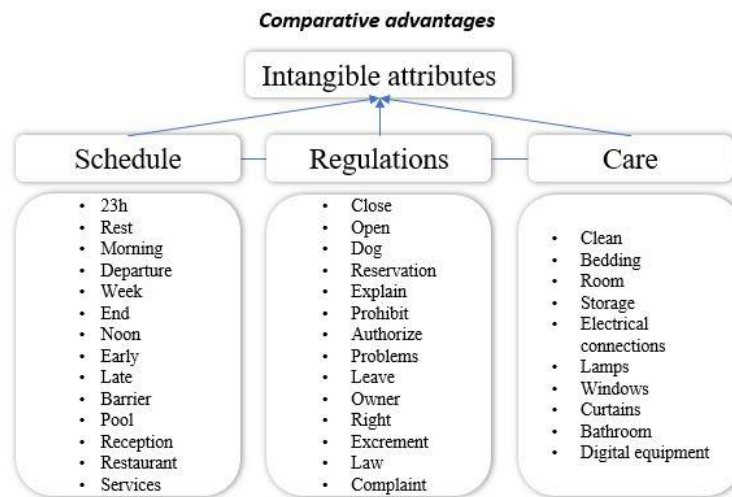 Comparative advantages
Intangible attributes
Schedule
Regulations
Care
• 23h
• Rest
• Morning
• Departure
• Week
• End
• Noon
• Early
• Late
• Barrier
• Pool
• Reception
• Restaurant
• Services
• Close
• Open
• Dog
• Reservation
• Explain
• Prohibit
• Authorize
• Problems
• Leave
• Owner
• Right
• Excrement
• Law
• Complaint
• Clean
• Bedding
• Room
• Storage
• Electrical
connections
• Lamps
• Windows
• Curtains
• Bathroom
• Digital equipment